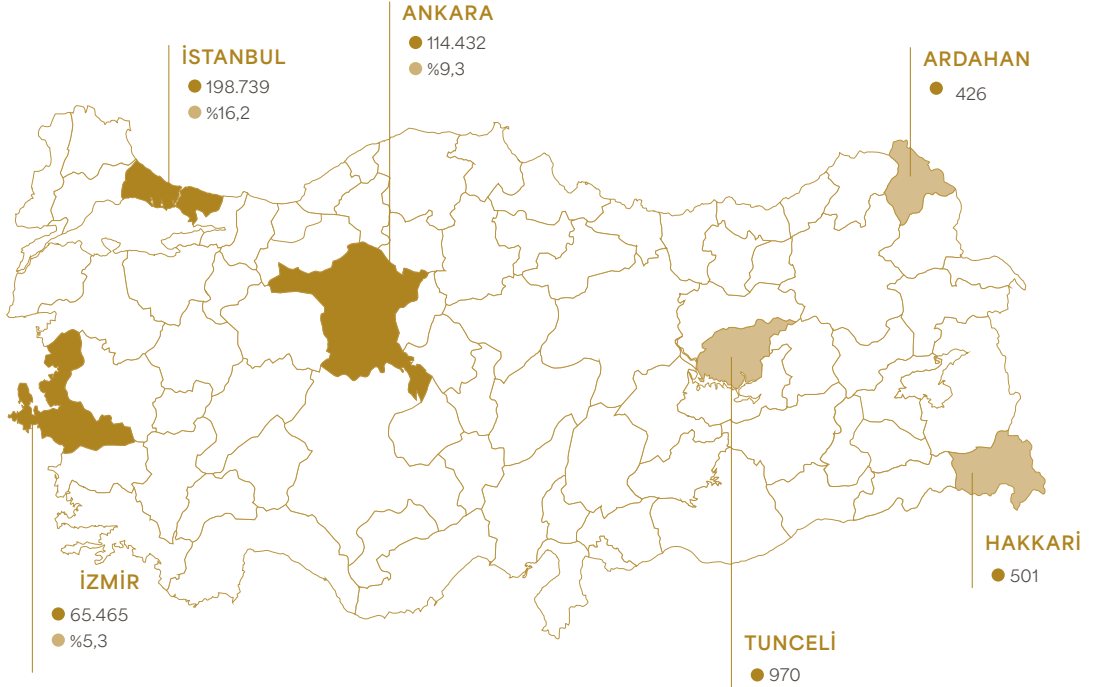 ANKARA
114.432
%9,3
İSTANBUL
198.739
%16,2
ARDAHAN
426
HAKKARİ
501
İZMİR
65.465
%5,3
TUNCELİ
970